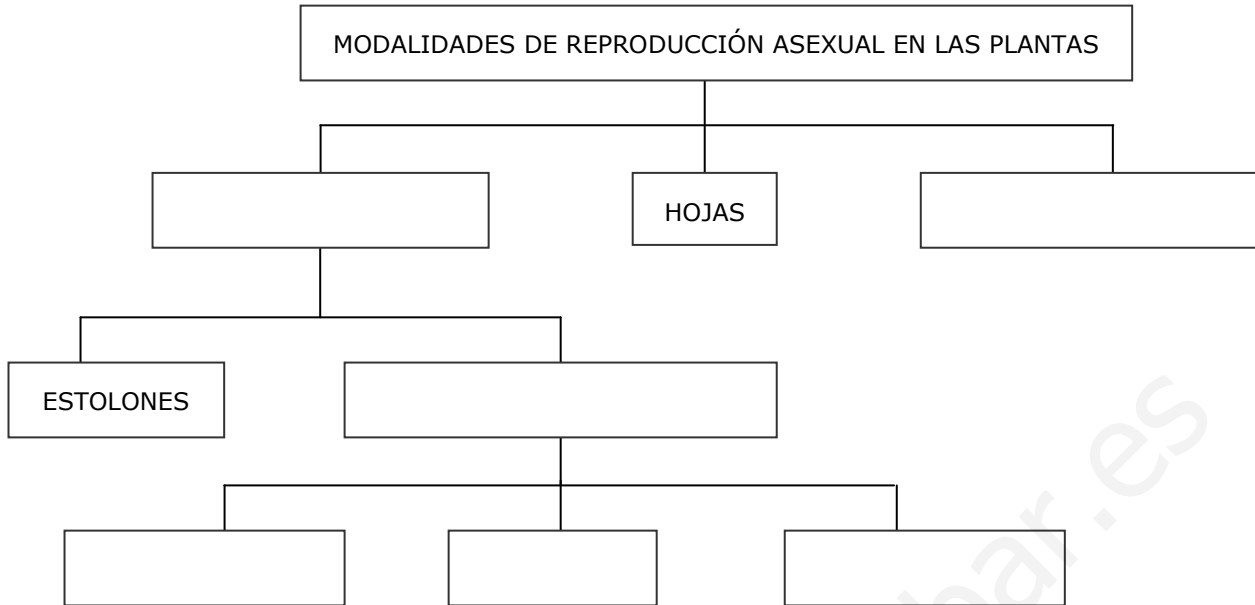 MODALIDADES DE REPRODUCCIÓN ASEXUAL EN LAS PLANTAS
HOJAS
ESTOLONES